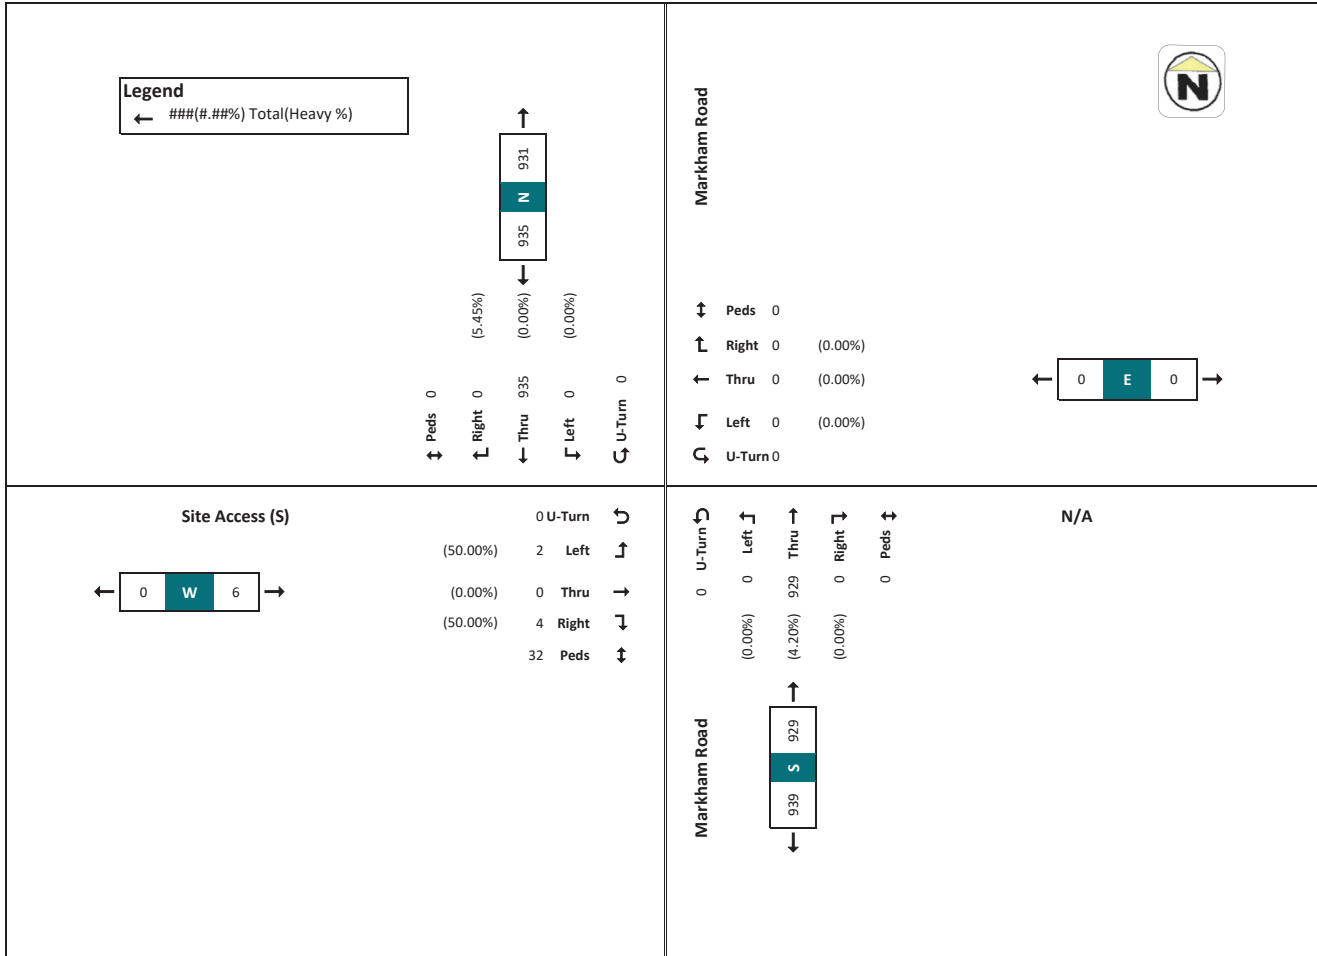 Legend
← ###(#.##%) Total(Heavy %)
931
N
935
(5.45%) (0.00%) (0.00%)
Peds 0
Right 0
Thru 935
Left 0
U-Turn 0
Markham Road
N
Peds 0
Right 0 (0.00%)
Thru 0 (0.00%)
Left 0 (0.00%)
U-Turn 0
0 E 0
Site Access (S)
0 W 6
0 U-Turn
(50.00%) 2 Left
(0.00%) 0 Thru
(50.00%) 4 Right
32 Peds
0 U-Turn
(0.00%) 0 Left
(4.20%) 929 Thru
(0.00%) 0 Right
0 Peds
N/A
Markham Road
929
S
939